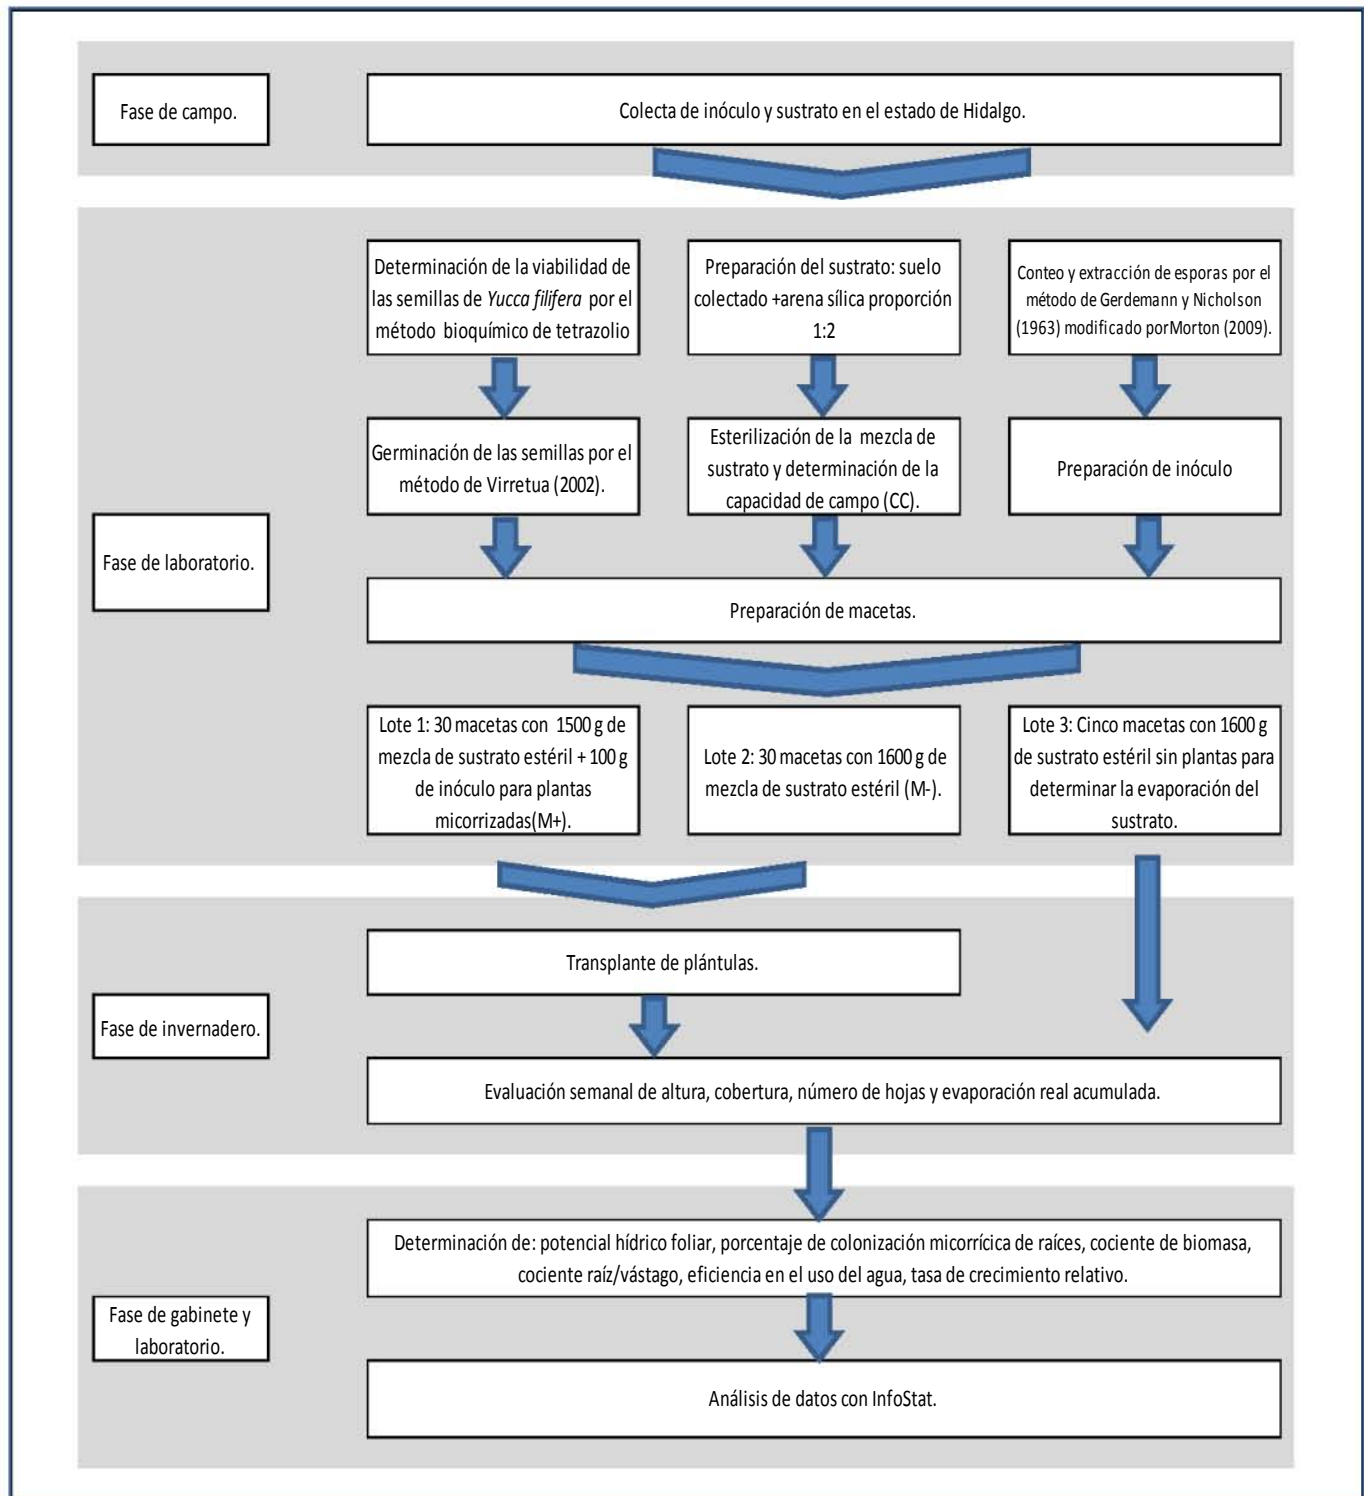 Fase de campo.
Colecta de inóculo y sustrato en el estado de Hidalgo.
Fase de laboratorio.
Determinación de la viabilidad de
las semillas de Yucca filifera por el
método bioquímico de tetrazolio
Preparación del sustrato: suelo
colectado +arena sílica proporción
1:2
Conteo y extracción de esporas por el
método de Gerdemann y Nicholson
(1963) modificado porMorton (2009).
Germinación de las semillas por el
método de Virretua (2002).
Esterilización de la mezcla de
sustrato y determinación de la
capacidad de campo (CC).
Preparación de inóculo
Preparación de macetas.
Lote 1: 30 macetas con 1500 g de
mezcla de sustrato estéril + 100 g
de inóculo para plantas
micorrizadas(M+).
Lote 2: 30 macetas con 1600 g de
mezcla de sustrato estéril (M-).
Lote 3: Cinco macetas con 1600 g
de sustrato estéril sin plantas para
determinar la evaporación del
sustrato.
Fase de invernadero.
Transplante de plántulas.
Evaluación semanal de altura, cobertura, número de hojas y evaporación real acumulada.
Fase de gabinete y
laboratorio.
Determinación de: potencial hídrico foliar, porcentaje de colonización micorrícica de raíces, cociente de biomasa,
cociente raíz/vástago, eficiencia en el uso del agua, tasa de crecimiento relativo.
Análisis de datos con InfoStat.